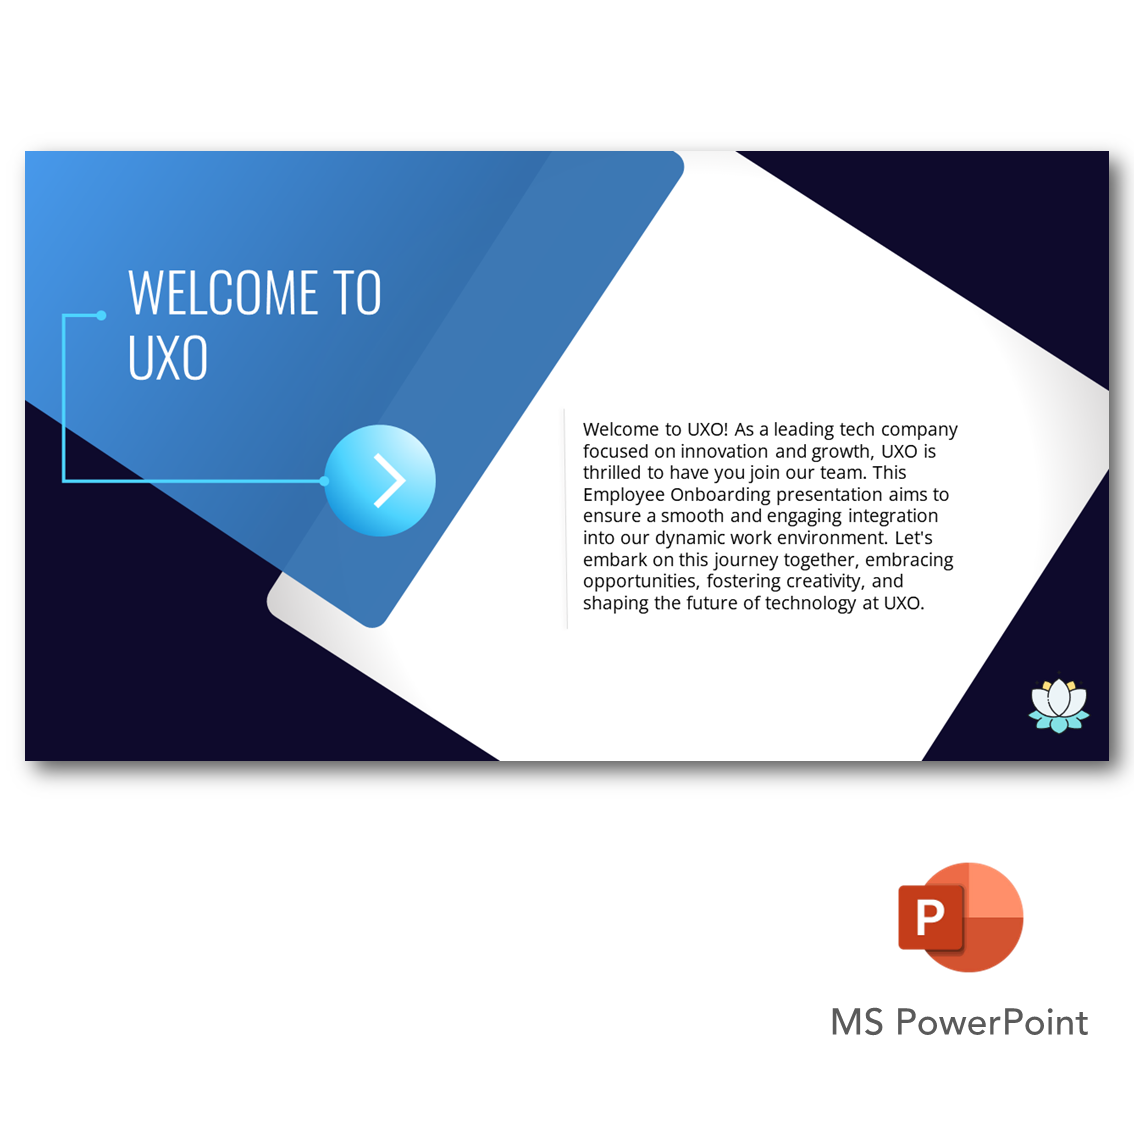 WELCOME TO
UXO
Welcome to UXO! As a leading tech company
focused on innovation and growth, UXO is
thrilled to have you join our team. This
Employee Onboarding presentation aims to
ensure a smooth and engaging integration
into our dynamic work environment. Let's
embark on this journey together, embracing
opportunities, fostering creativity, and
shaping the future of technology at UXO.
P
MS PowerPoint